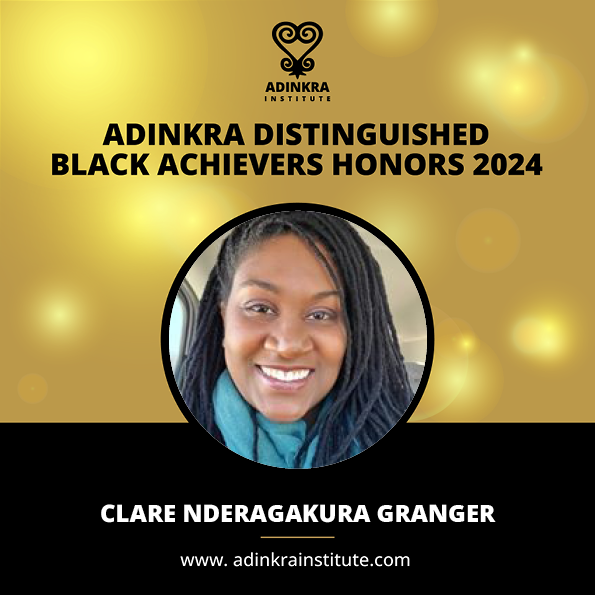 ADINKRA
INSTITUTE
ADINKRA DISTINGUISHED
BLACK ACHIEVERS HONORS 2024
CLARE NDERAGAKURA GRANGER
www. adinkrainstitute.com